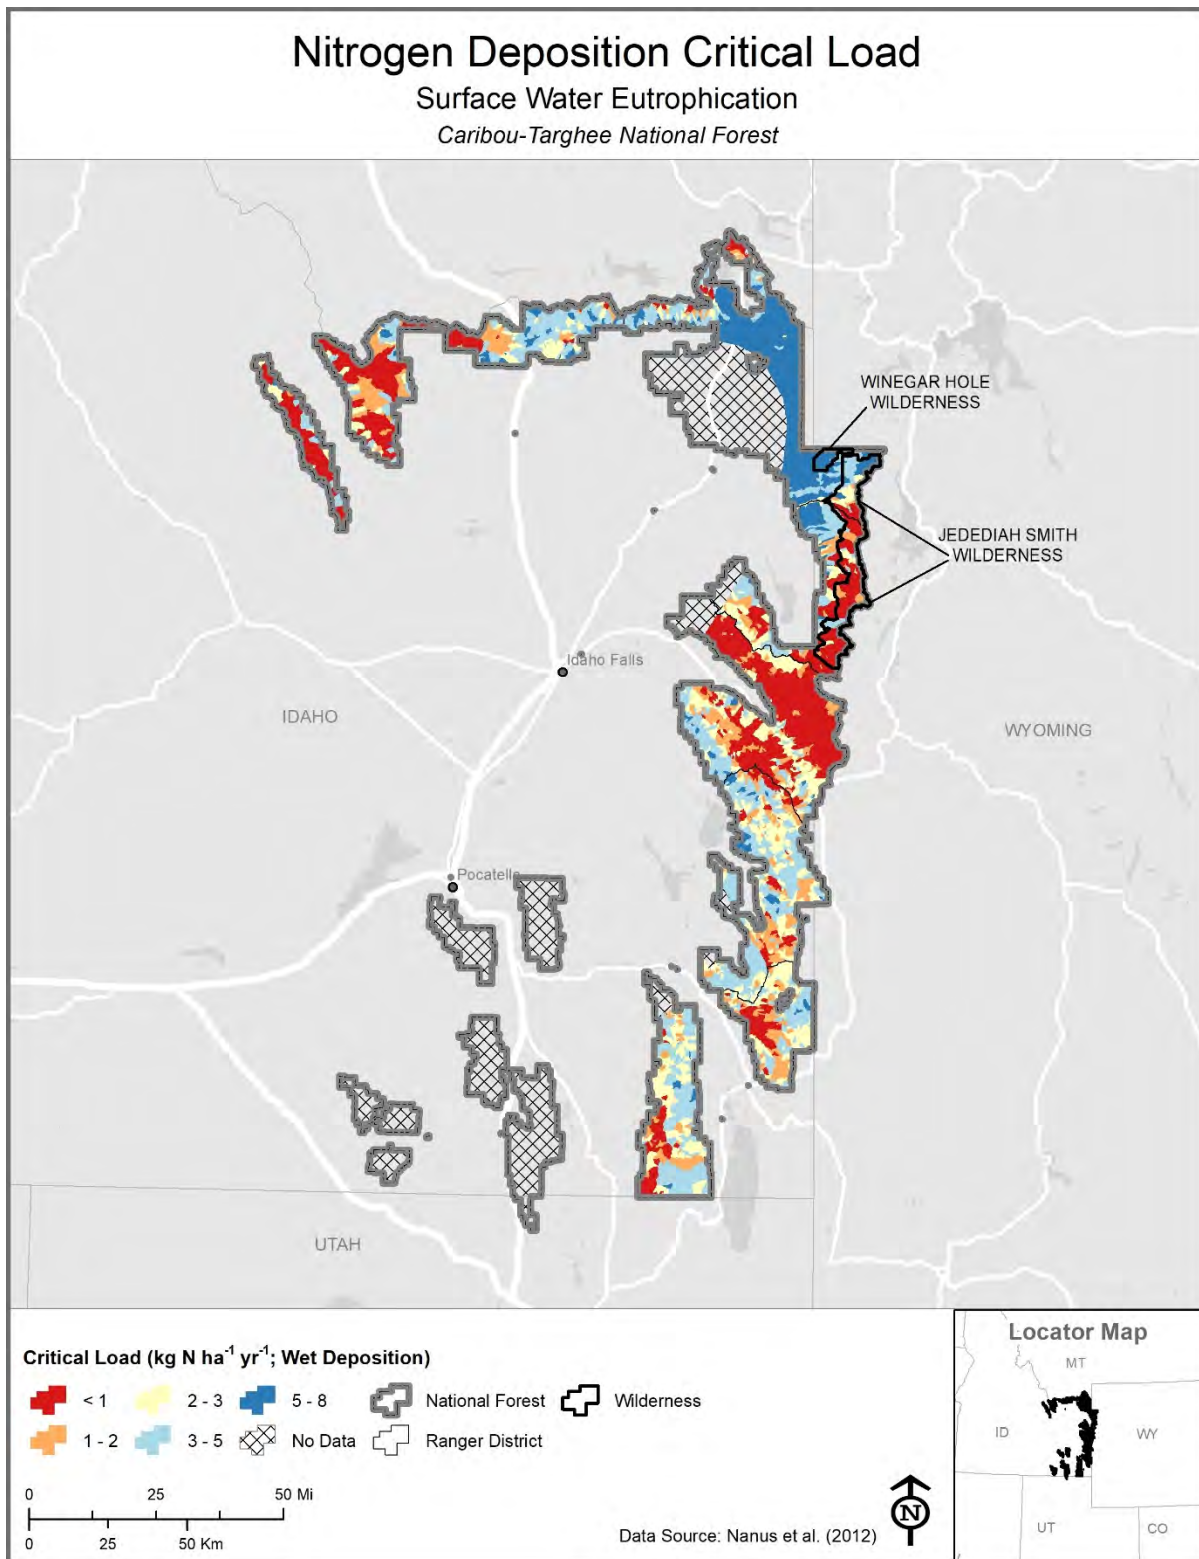 Nitrogen Deposition Critical Load
Surface Water Eutrophication
Caribou-Targhee National Forest
WINEGAR HOLE
WILDERNESS
JEDEDIAH SMITH
WILDERNESS
Idaho Falls
IDAHO
WYOMING
Pocatello
UTAH
Critical Load (kg N ha⁻¹ yr⁻¹; Wet Deposition)
< 1
2 - 3
5 - 8
National Forest
Wilderness
1 - 2
3 - 5
No Data
Ranger District
0 25 50 Mi
0 25 50 Km
Data Source: Nanus et al. (2012)
N
Locator Map
MT
ID
WY
UT
CO